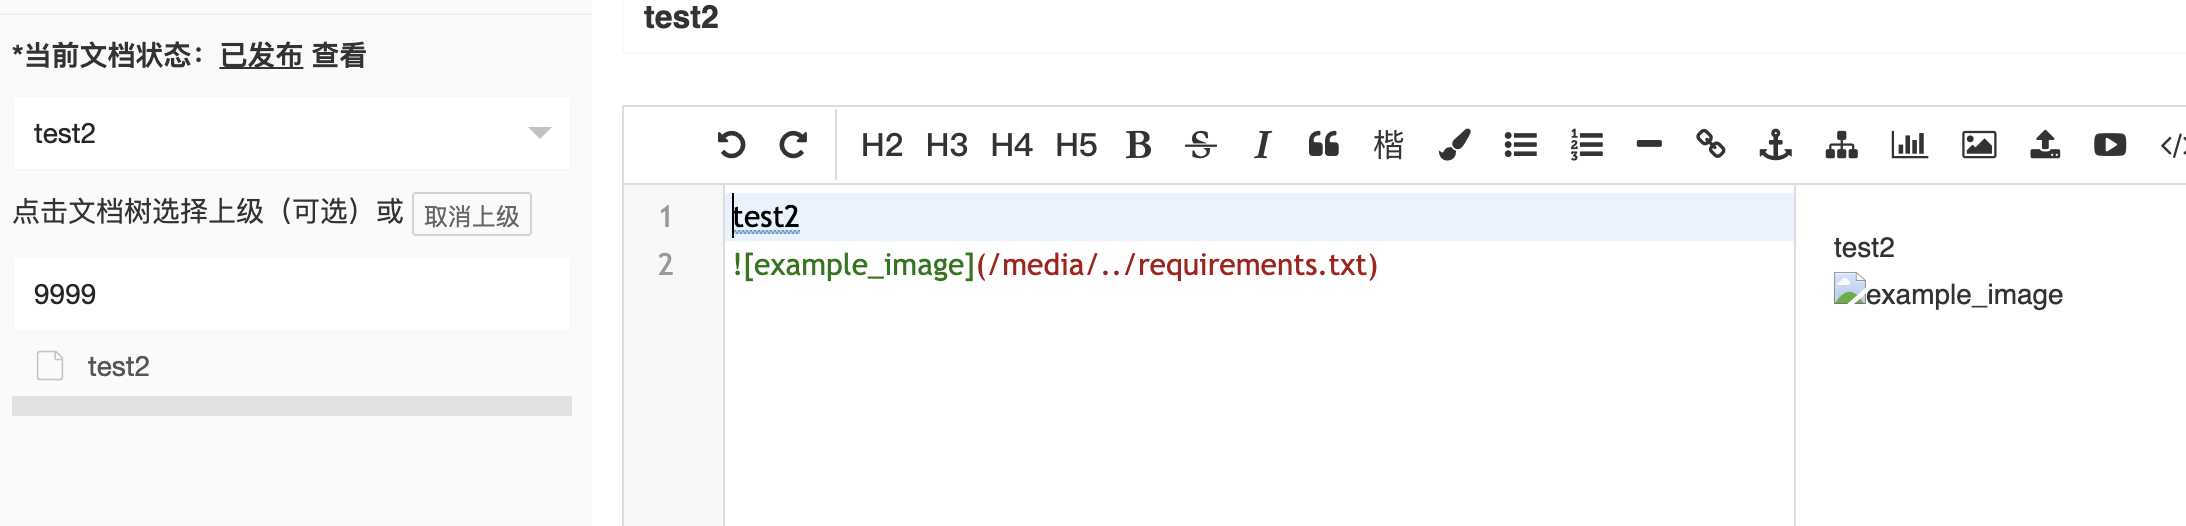 *当前文档状态：已发布 查看
test2
点击文档树选择上级（可选）或 取消上级
9999
test2
test2
H2 H3 H4 H5 B S I 楷
1 test2
2 ![example_image](/media/../requirements.txt)
test2
example_image